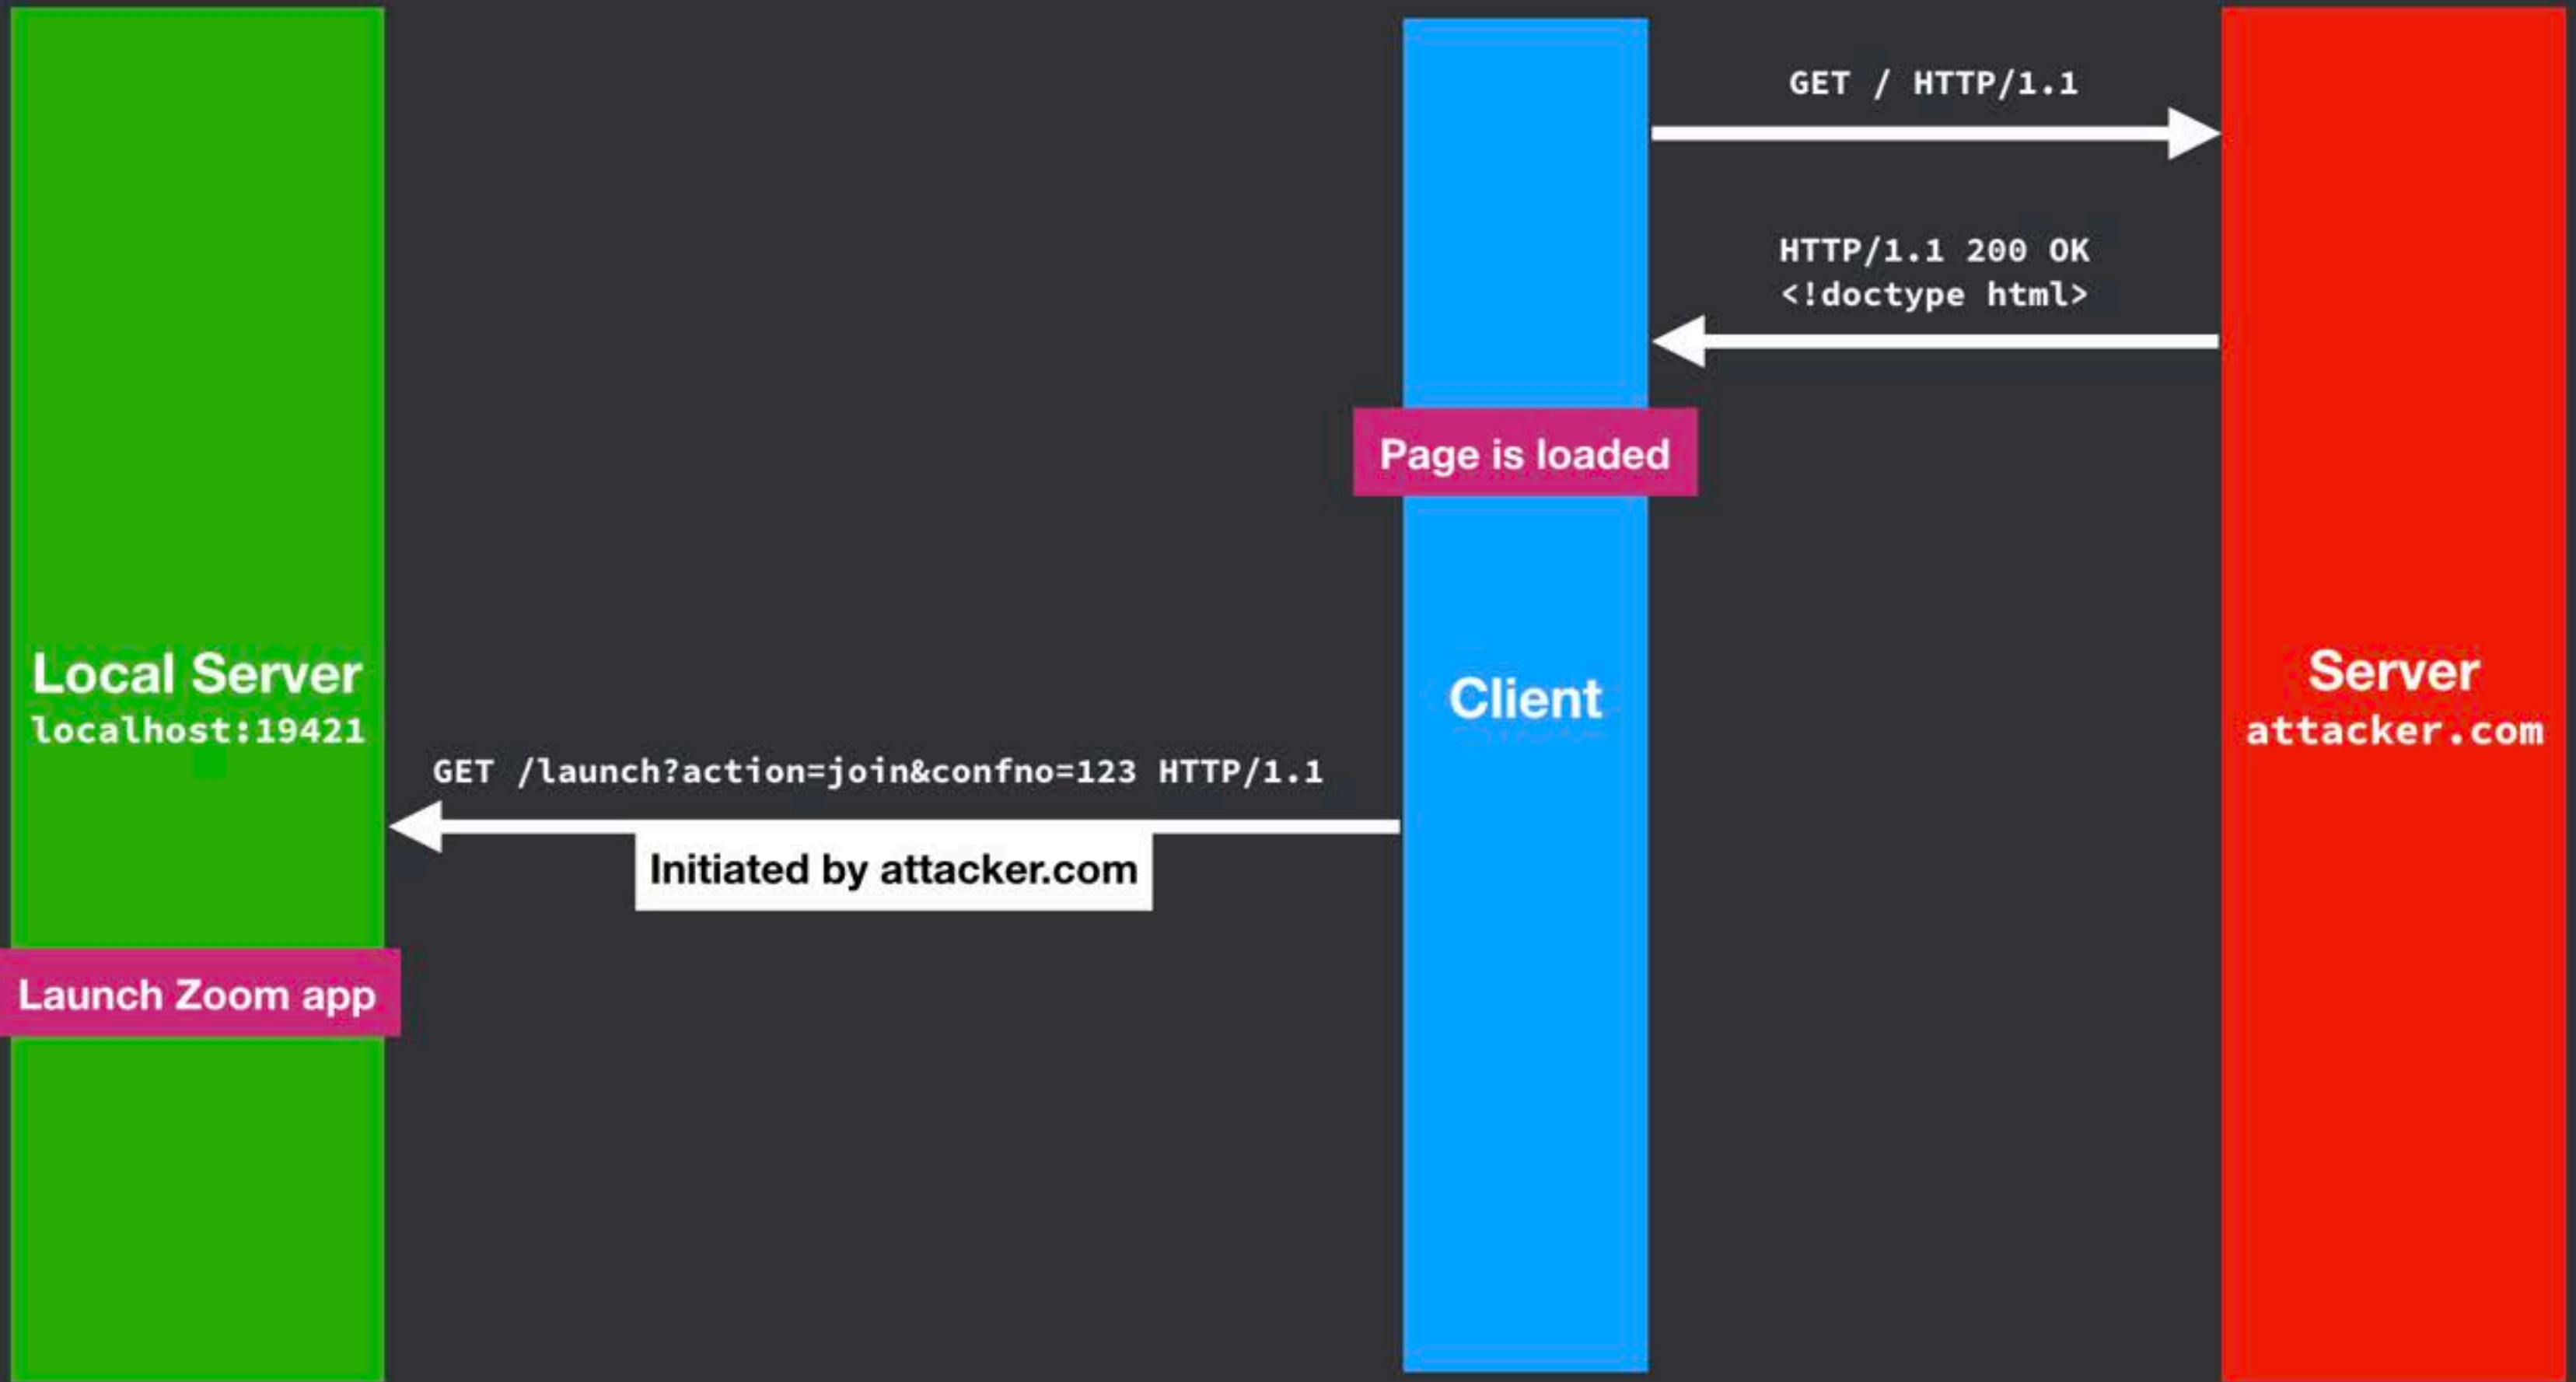 GET / HTTP/1.1
HTTP/1.1 200 OK
<!doctype html>
Page is loaded
Local Server
localhost:19421
Client
Server
attacker.com
GET /launch?action=join&confno=123 HTTP/1.1
Initiated by attacker.com
Launch Zoom app